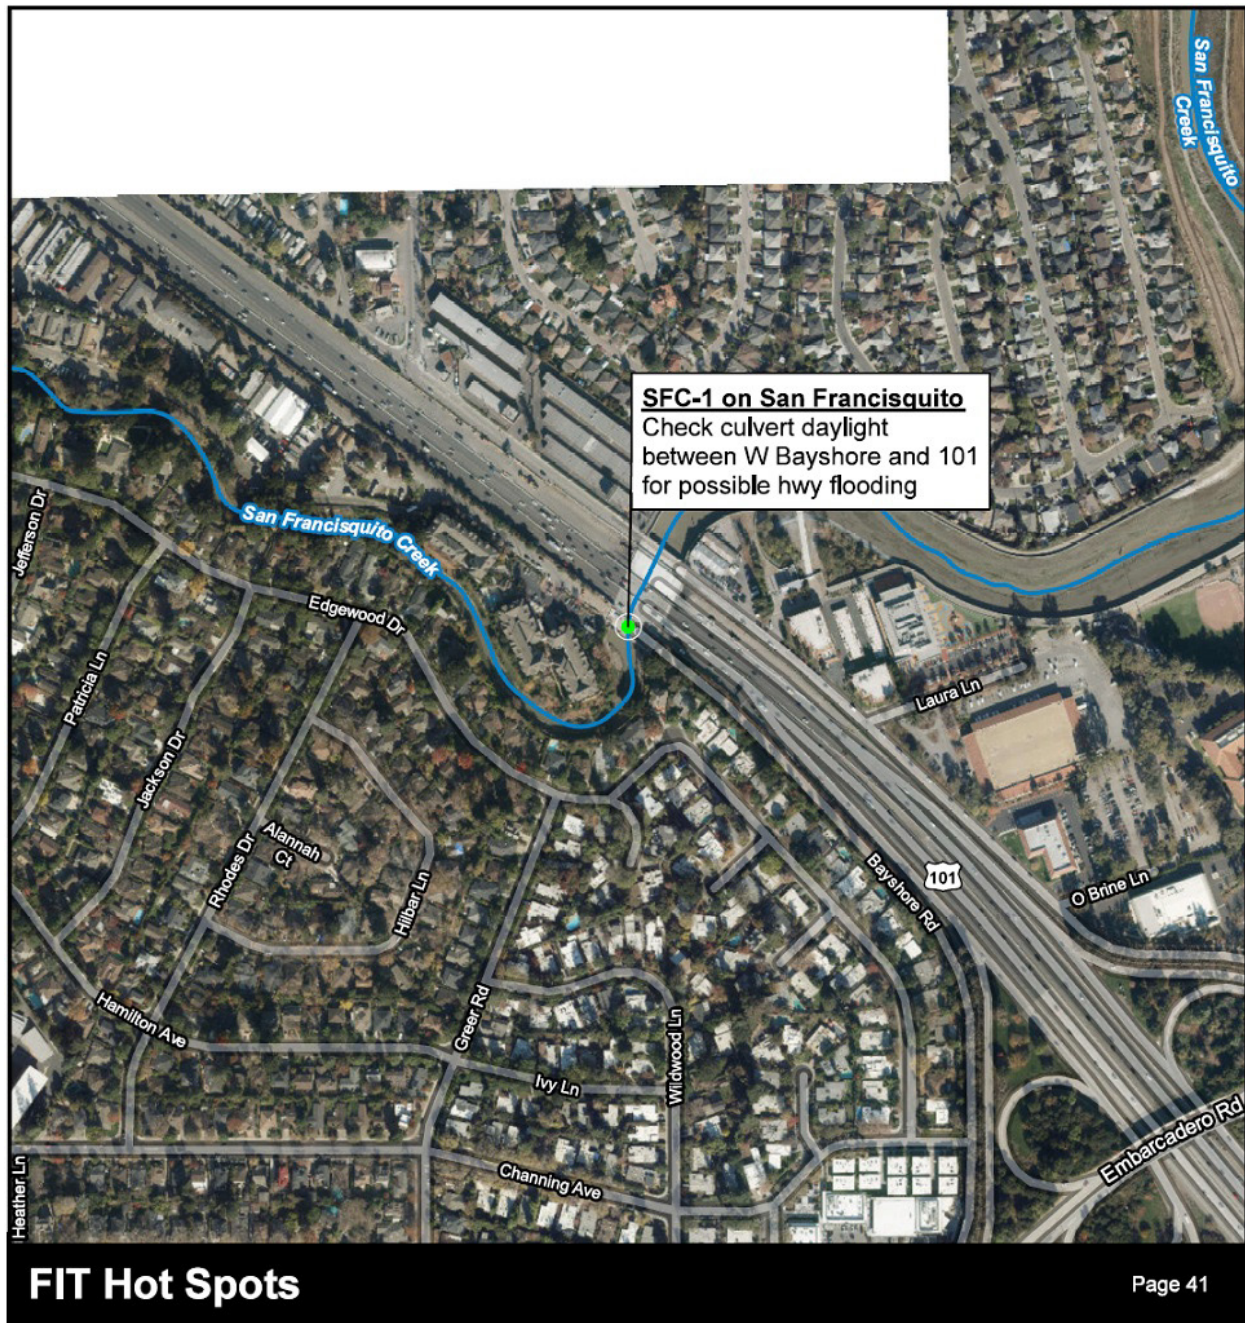 San Francisquito
Creek
SFC-1 on San Francisquito
Check culvert daylight
between W Bayshore and 101
for possible hwy flooding
San Francisquito Creek
Jefferson Dr
Edgewood Dr
Patricia Ln
Laura Ln
Jackson Dr
Alannah
Ct
Rhodes Dr
Hilbar Ln
Bayshore Rd
101
O Brine Ln
Hamilton Ave
Greer Rd
Wildwood Ln
Ivy Ln
Embarcadero Rd
Channing Ave
Heather Ln
FIT Hot Spots
Page 41